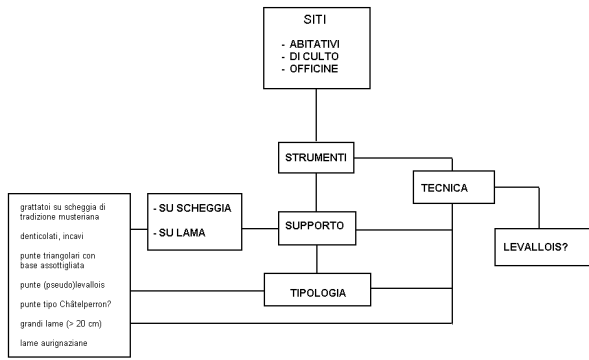 SITI
- ABITATIVI
- DI CULTO
- OFFICINE
STRUMENTI
TECNICA
grattatoi su scheggia di
tradizione musteriana
denticolati, incavi
punte triangolari con
base assottigliata
punte (pseudo)levallois
punte tipo Châtelperron?
grandi lame (> 20 cm)
lame aurignaziane
- SU SCHEGGIA
- SU LAMA
SUPPORTO
LEVALLOIS?
TIPOLOGIA